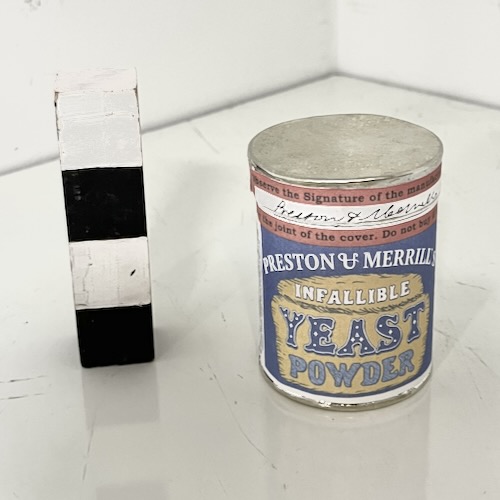 serve the Signature of the man
Preston & Merrill
the joint of the cover. Do not buy
PRESTON & MERRILL'S
INFALLIBLE
YEAST
POWDER